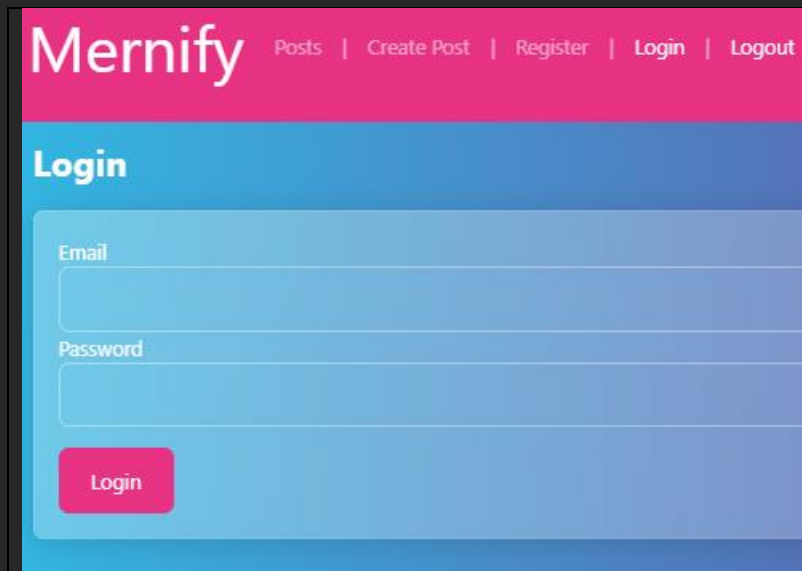 Mernify Posts | Create Post | Register | Login | Logout
Login
Email
Password
Login